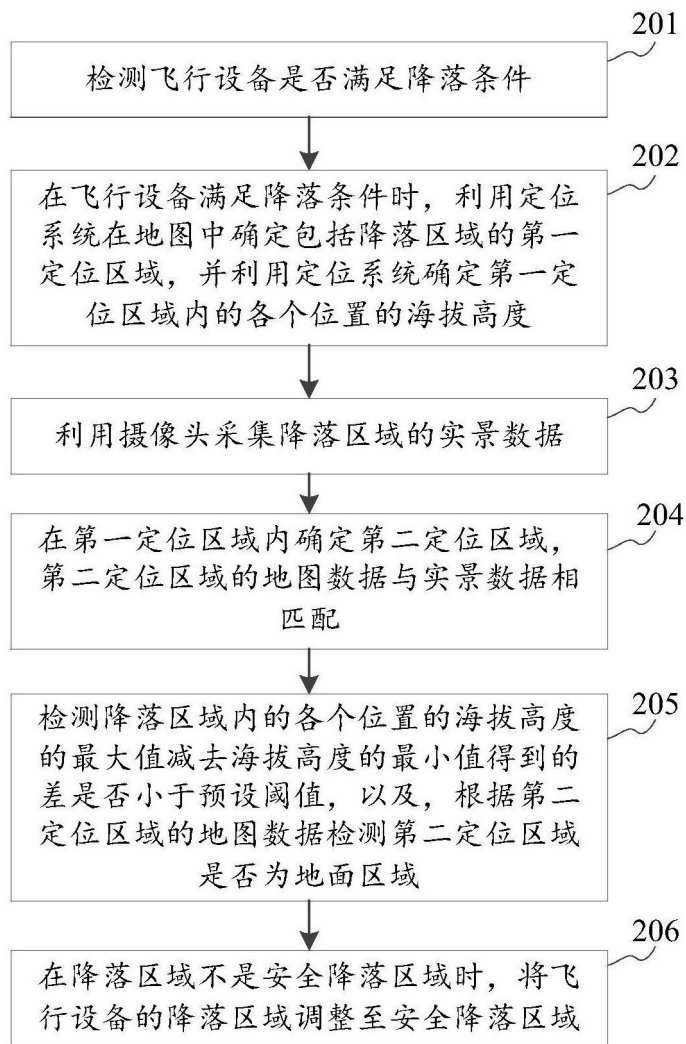 201
检测飞行设备是否满足降落条件
202
在飞行设备满足降落条件时，利用定位
系统在地图中确定包括降落区域的第一
定位区域，并利用定位系统确定第一定
位区域内的各个位置的海拔高度
203
利用摄像头采集降落区域的实景数据
204
在第一定位区域内确定第二定位区域，
第二定位区域的地图数据与实景数据相
匹配
205
检测降落区域内的各个位置的海拔高度
的最大值减去海拔高度的最小值得到的
差是否小于预设阈值，以及，根据第二
定位区域的地图数据检测第二定位区域
是否为地面区域
206
在降落区域不是安全降落区域时，将飞
行设备的降落区域调整至安全降落区域